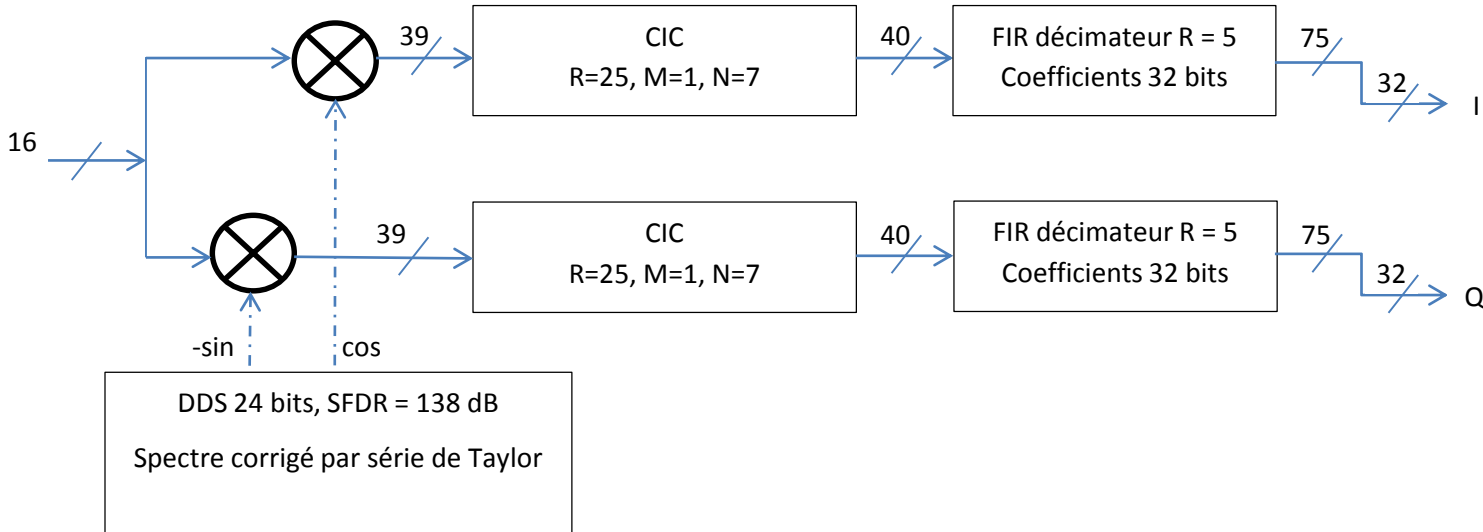 39
CIC
R=25, M=1, N=7
40
FIR décimateur R = 5
Coefficients 32 bits
75
32
I
16
39
CIC
R=25, M=1, N=7
40
FIR décimateur R = 5
Coefficients 32 bits
75
32
Q
-sin
cos
DDS 24 bits, SFDR = 138 dB
Spectre corrigé par série de Taylor